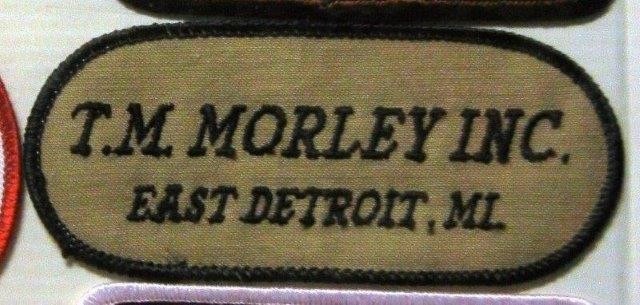 T.M. MORLEY INC.
EAST DETROIT, MI.